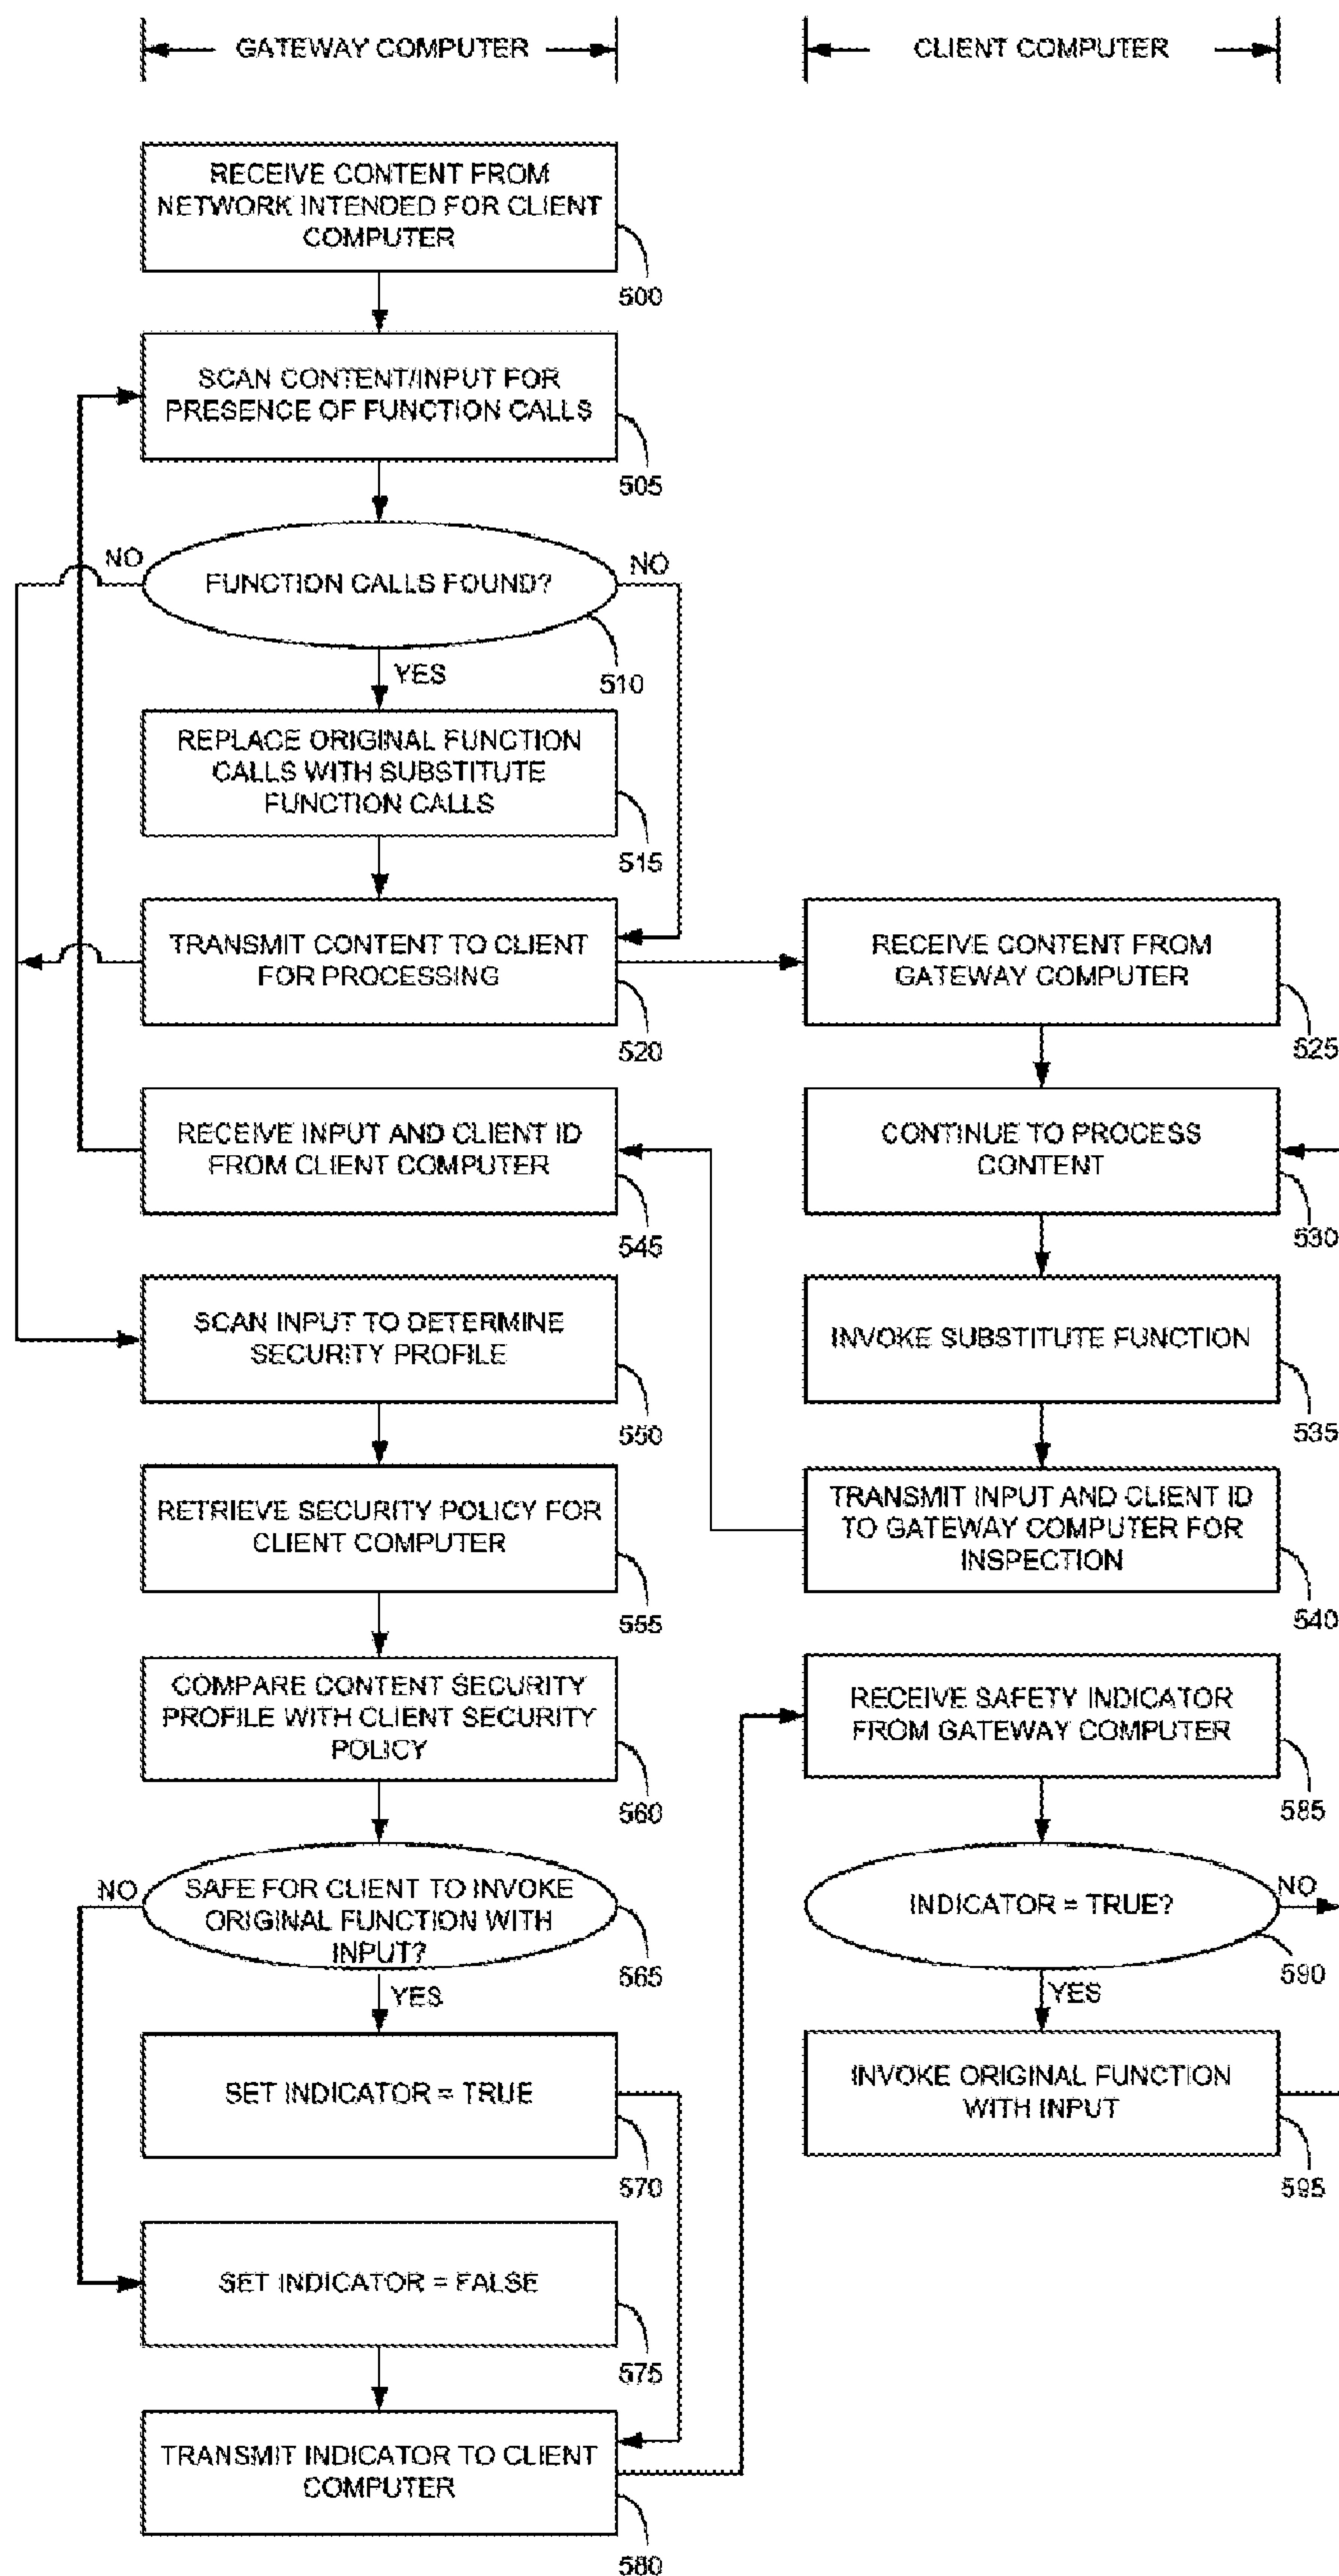 GATEWAY COMPUTER
CLIENT COMPUTER
RECEIVE CONTENT FROM
NETWORK INTENDED FOR CLIENT
COMPUTER
500
SCAN CONTENT/INPUT FOR
PRESENCE OF FUNCTION CALLS
505
NO
FUNCTION CALLS FOUND?
NO
510
YES
REPLACE ORIGINAL FUNCTION
CALLS WITH SUBSTITUTE
FUNCTION CALLS
515
TRANSMIT CONTENT TO CLIENT
FOR PROCESSING
520
RECEIVE CONTENT FROM
GATEWAY COMPUTER
525
RECEIVE INPUT AND CLIENT ID
FROM CLIENT COMPUTER
545
CONTINUE TO PROCESS
CONTENT
530
SCAN INPUT TO DETERMINE
SECURITY PROFILE
550
INVOKE SUBSTITUTE FUNCTION
535
RETRIEVE SECURITY POLICY FOR
CLIENT COMPUTER
555
TRANSMIT INPUT AND CLIENT ID
TO GATEWAY COMPUTER FOR
INSPECTION
540
COMPARE CONTENT SECURITY
PROFILE WITH CLIENT SECURITY
POLICY
560
RECEIVE SAFETY INDICATOR
FROM GATEWAY COMPUTER
585
NO
SAFE FOR CLIENT TO INVOKE
ORIGINAL FUNCTION WITH
INPUT?
565
YES
INDICATOR = TRUE?
NO
590
YES
SET INDICATOR = TRUE
570
INVOKE ORIGINAL FUNCTION
WITH INPUT
595
SET INDICATOR = FALSE
575
TRANSMIT INDICATOR TO CLIENT
COMPUTER
580